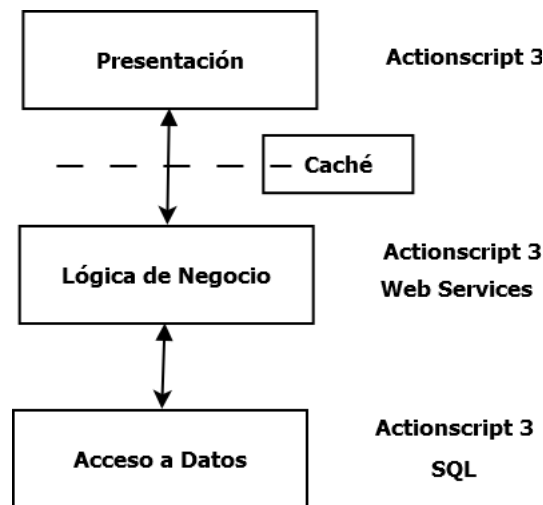 Presentación
Actionscript 3
Caché
Lógica de Negocio
Actionscript 3
Web Services
Acceso a Datos
Actionscript 3
SQL